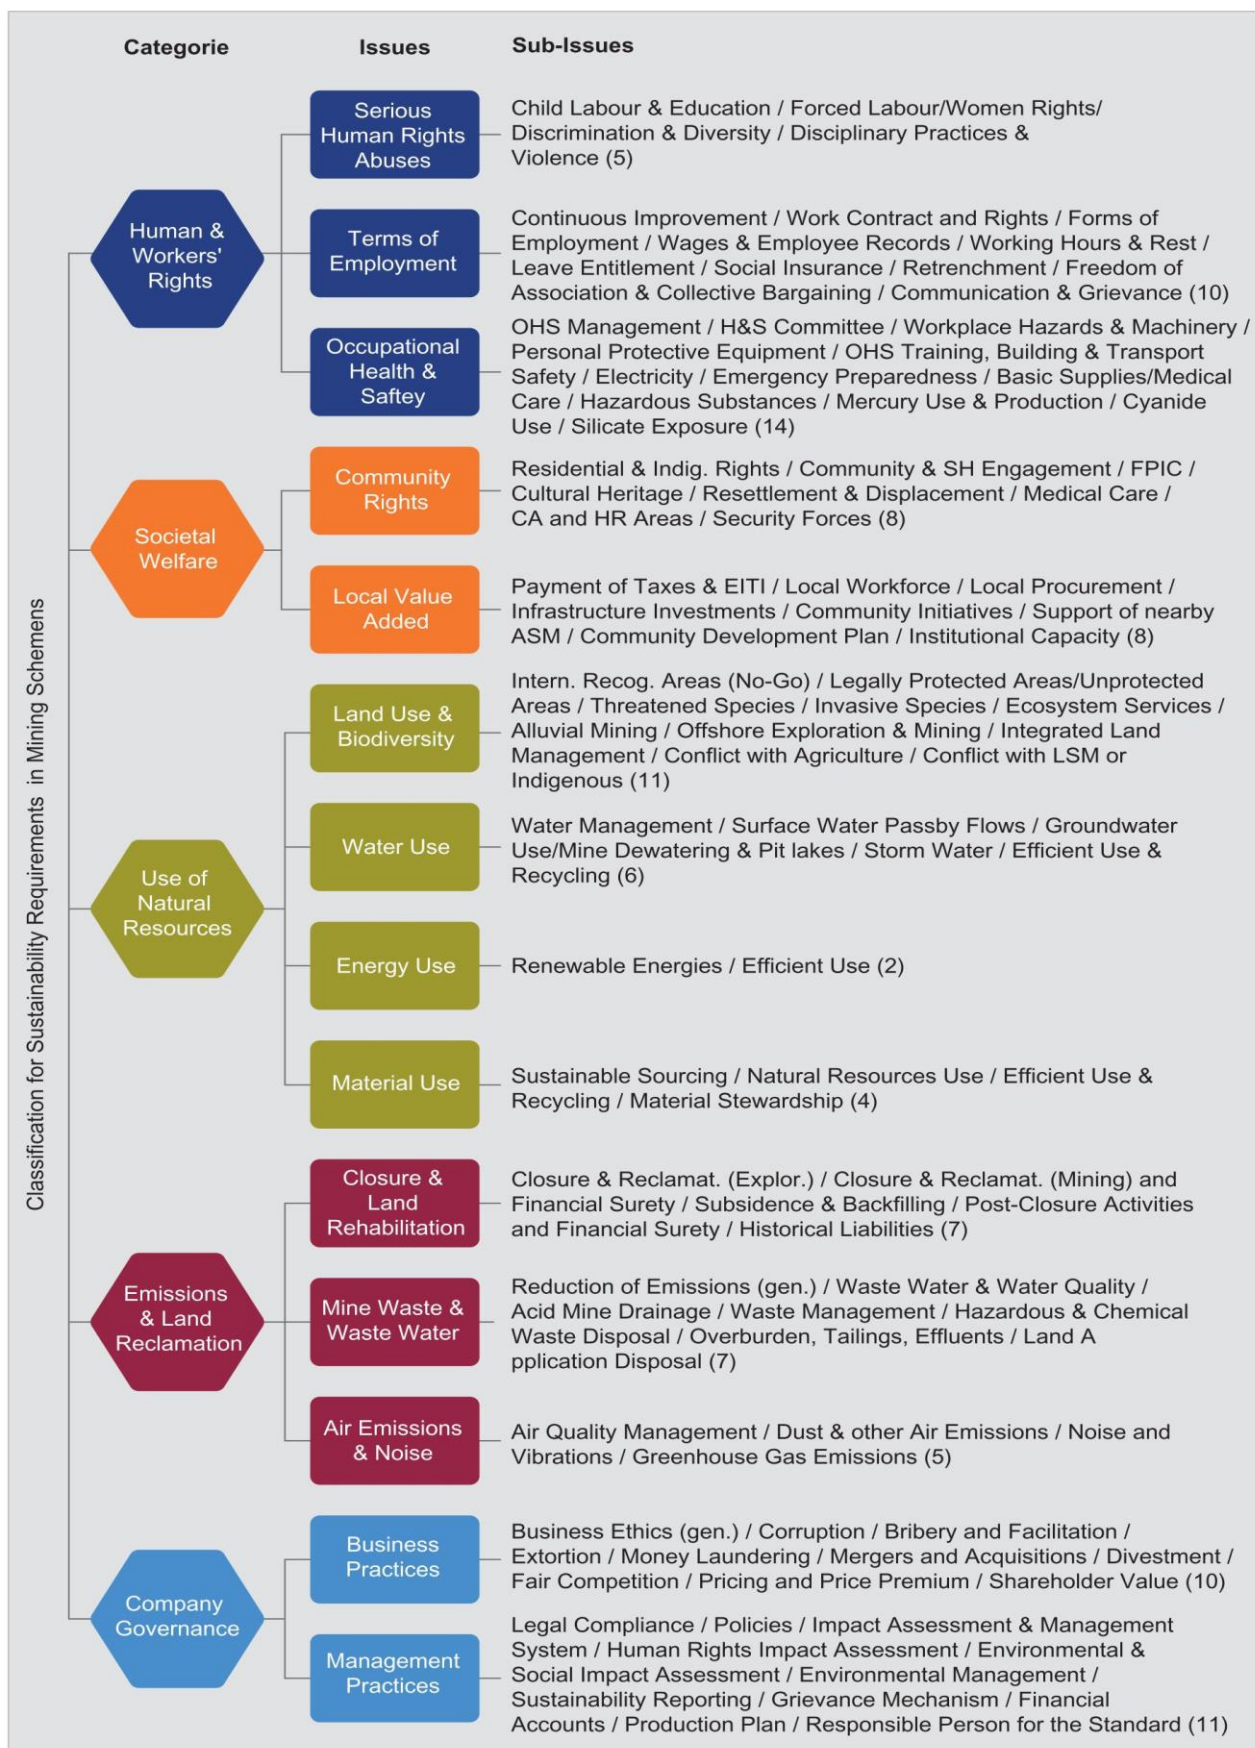 Categorie
Issues
Sub-Issues
Classification for Sustainability Requirements in Mining Schemens
Human &
Workers'
Rights
Serious
Human Rights
Abuses
Child Labour & Education / Forced Labour/Women Rights/
Discrimination & Diversity / Disciplinary Practices &
Violence (5)
Terms of
Employment
Continuous Improvement / Work Contract and Rights / Forms of
Employment / Wages & Employee Records / Working Hours & Rest /
Leave Entitlement / Social Insurance / Retrenchment / Freedom of
Association & Collective Bargaining / Communication & Grievance (10)
Occupational
Health &
Saftey
OHS Management / H&S Committee / Workplace Hazards & Machinery /
Personal Protective Equipment / OHS Training, Building & Transport
Safety / Electricity / Emergency Preparedness / Basic Supplies/Medical
Care / Hazardous Substances / Mercury Use & Production / Cyanide
Use / Silicate Exposure (14)
Societal
Welfare
Community
Rights
Residential & Indig. Rights / Community & SH Engagement / FPIC /
Cultural Heritage / Resettlement & Displacement / Medical Care /
CA and HR Areas / Security Forces (8)
Local Value
Added
Payment of Taxes & EITI / Local Workforce / Local Procurement /
Infrastructure Investments / Community Initiatives / Support of nearby
ASM / Community Development Plan / Institutional Capacity (8)
Use of
Natural
Resources
Land Use &
Biodiversity
Intern. Recog. Areas (No-Go) / Legally Protected Areas/Unprotected
Areas / Threatened Species / Invasive Species / Ecosystem Services /
Alluvial Mining / Offshore Exploration & Mining / Integrated Land
Management / Conflict with Agriculture / Conflict with LSM or
Indigenous (11)
Water Use
Water Management / Surface Water Passby Flows / Groundwater
Use/Mine Dewatering & Pit lakes / Storm Water / Efficient Use &
Recycling (6)
Energy Use
Renewable Energies / Efficient Use (2)
Material Use
Sustainable Sourcing / Natural Resources Use / Efficient Use &
Recycling / Material Stewardship (4)
Emissions
& Land
Reclamation
Closure &
Land
Rehabilitation
Closure & Reclamat. (Explor.) / Closure & Reclamat. (Mining) and
Financial Surety / Subsidence & Backfilling / Post-Closure Activities
and Financial Surety / Historical Liabilities (7)
Mine Waste &
Waste Water
Reduction of Emissions (gen.) / Waste Water & Water Quality /
Acid Mine Drainage / Waste Management / Hazardous & Chemical
Waste Disposal / Overburden, Tailings, Effluents / Land A
pplication Disposal (7)
Air Emissions
& Noise
Air Quality Management / Dust & other Air Emissions / Noise and
Vibrations / Greenhouse Gas Emissions (5)
Company
Governance
Business
Practices
Business Ethics (gen.) / Corruption / Bribery and Facilitation /
Extortion / Money Laundering / Mergers and Acquisitions / Divestment /
Fair Competition / Pricing and Price Premium / Shareholder Value (10)
Management
Practices
Legal Compliance / Policies / Impact Assessment & Management
System / Human Rights Impact Assessment / Environmental &
Social Impact Assessment / Environmental Management /
Sustainability Reporting / Grievance Mechanism / Financial
Accounts / Production Plan / Responsible Person for the Standard (11)